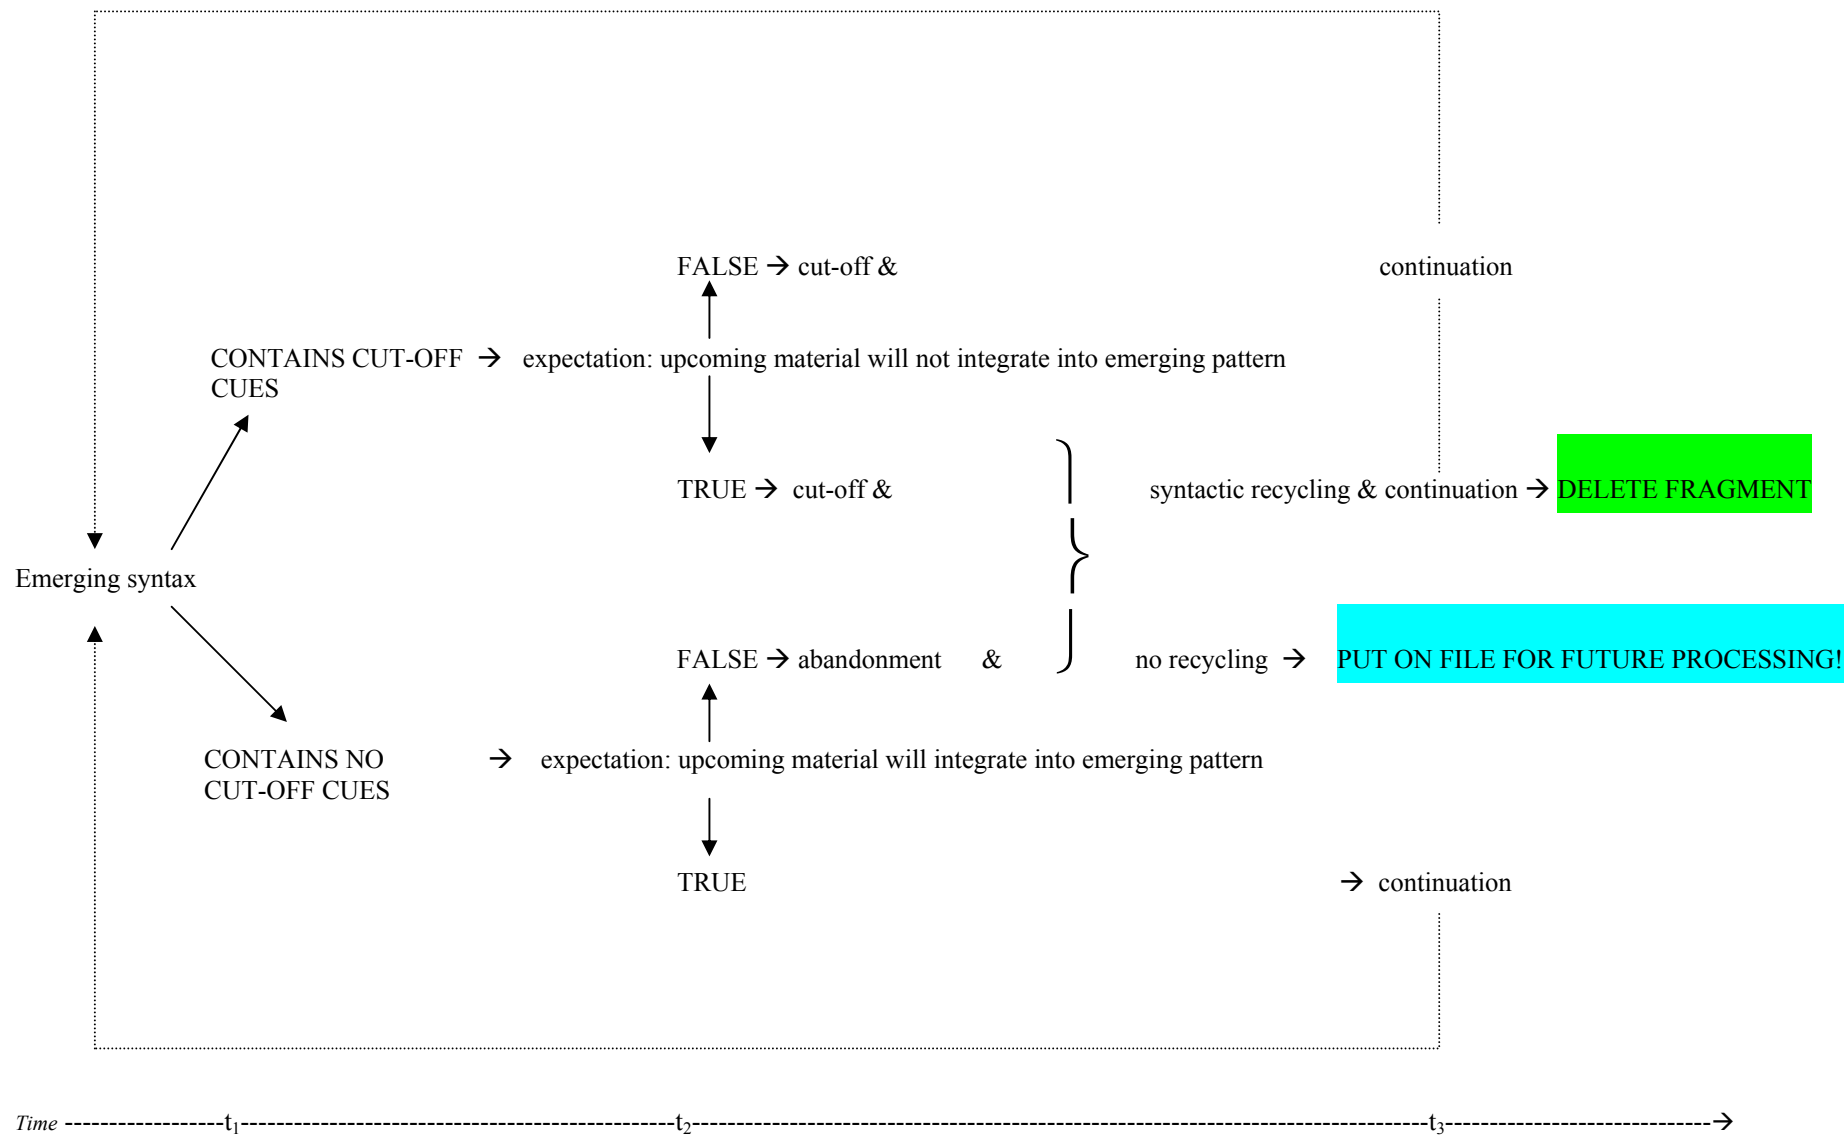 FALSE → cut-off & continuation
CONTAINS CUT-OFF → expectation: upcoming material will not integrate into emerging pattern
CUES
TRUE → cut-off & syntactic recycling & continuation → DELETE FRAGMENT
Emerging syntax
FALSE → abandonment & no recycling → PUT ON FILE FOR FUTURE PROCESSING!
CONTAINS NO → expectation: upcoming material will integrate into emerging pattern
CUT-OFF CUES
TRUE → continuation
Time ------------------t₁-------------------------------------------------t₂-----------------------------------------------------------------------------------t₃------------------------------→